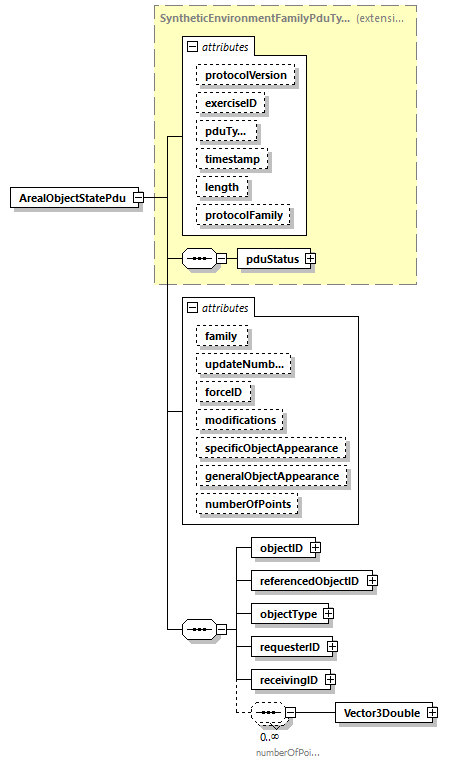 SyntheticEnvironmentFamilyPduTy... (extensi...
attributes
protocolVersion
exerciseID
pduTy...
timestamp
length
protocolFamily
ArealObjectStatePdu
pduStatus
attributes
family
updateNumb...
forceID
modifications
specificObjectAppearance
generalObjectAppearance
numberOfPoints
objectID
referencedObjectID
objectType
requesterID
receivingID
Vector3Double
0..∞
numberOfPoi...